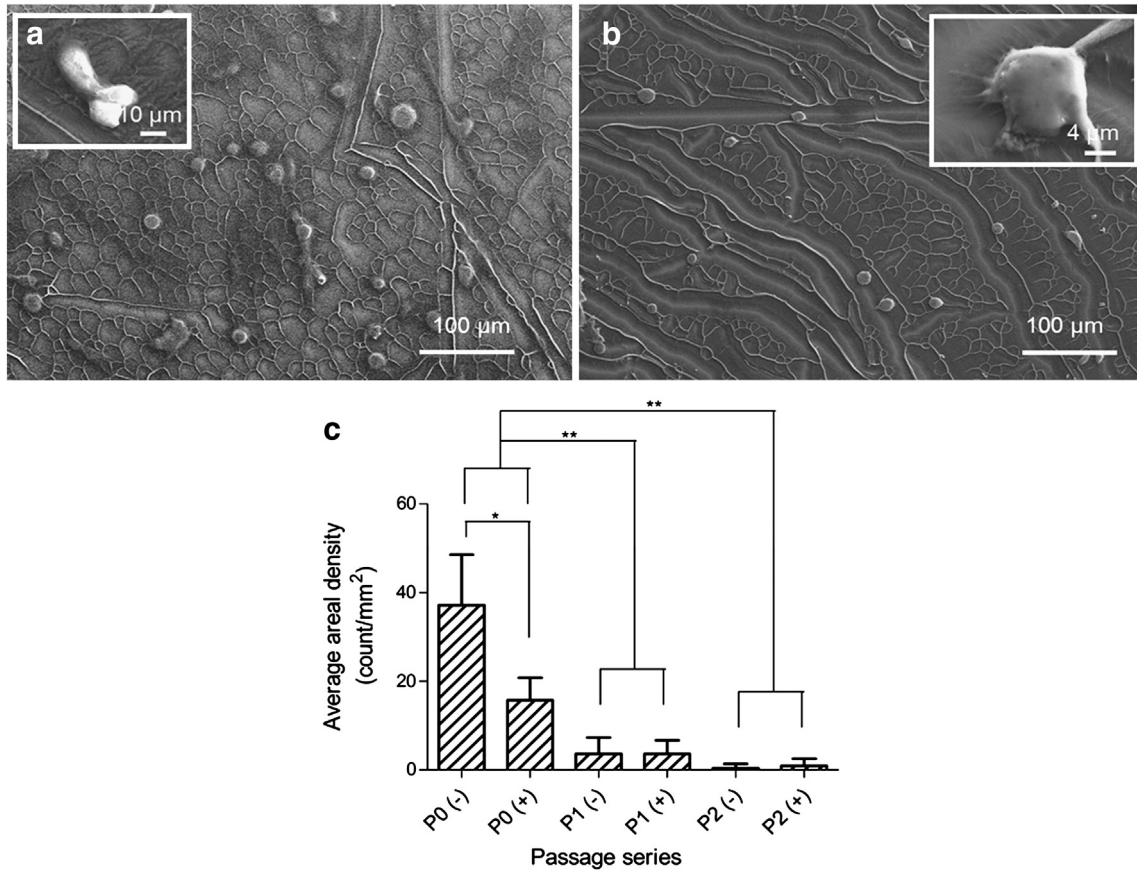 a
10 µm
100 µm
b
4 µm
100 µm
c
**
**
*
Average areal density
(count/mm²)
60
40
20
0
P0 (-)
P0 (+)
P1 (-)
P1 (+)
P2 (-)
P2 (+)
Passage series